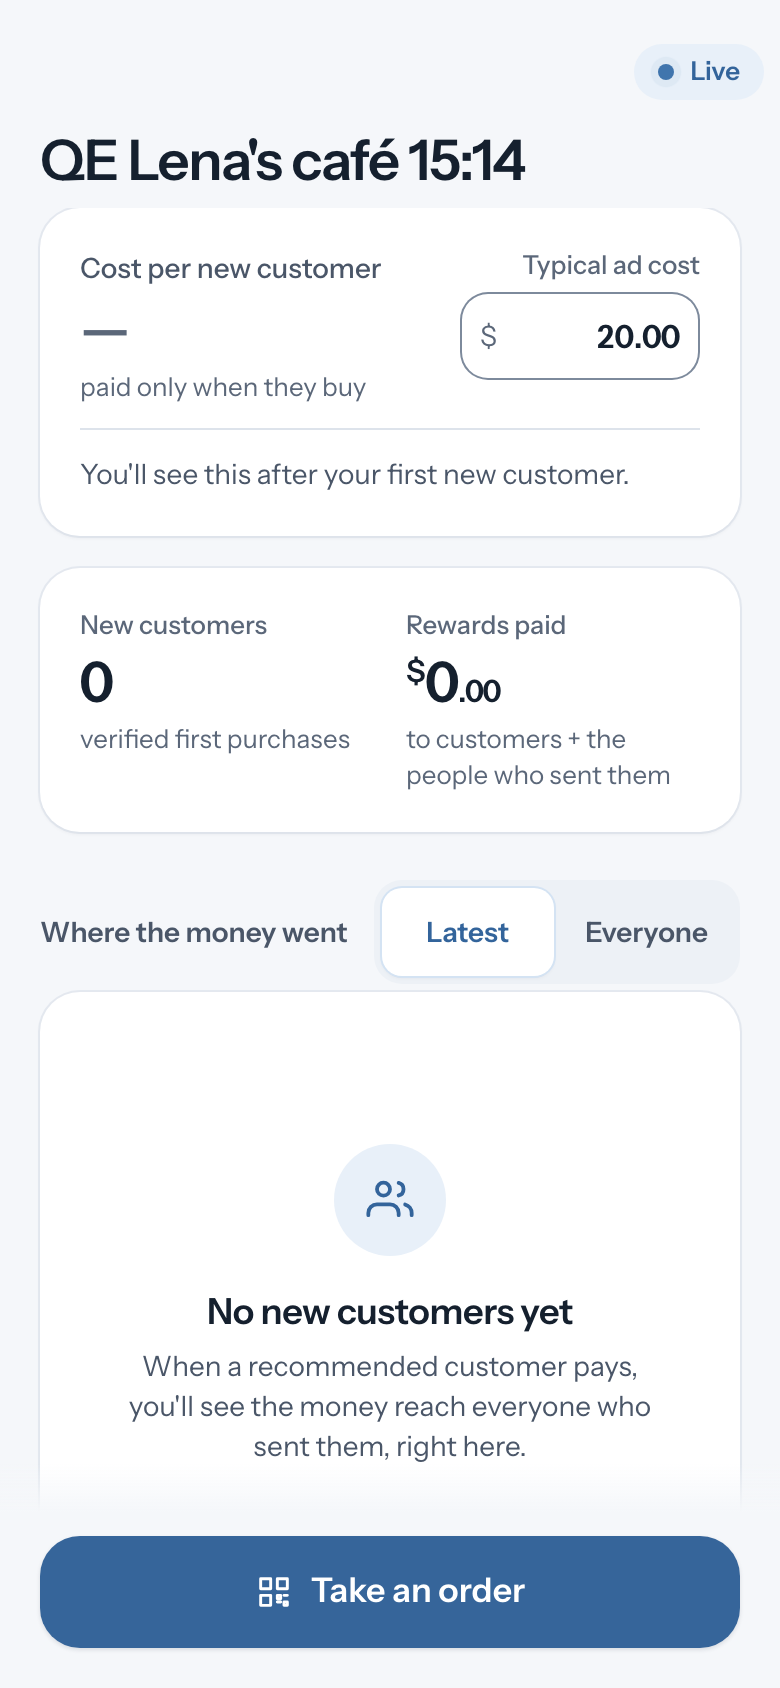 Live
QE Lena's café 15:14
Cost per new customer
—
paid only when they buy
Typical ad cost
$ 20.00
You'll see this after your first new customer.
New customers
0
verified first purchases
Rewards paid
$0.00
to customers + the
people who sent them
Where the money went
Latest
Everyone
No new customers yet
When a recommended customer pays,
you'll see the money reach everyone who
sent them, right here.
Take an order